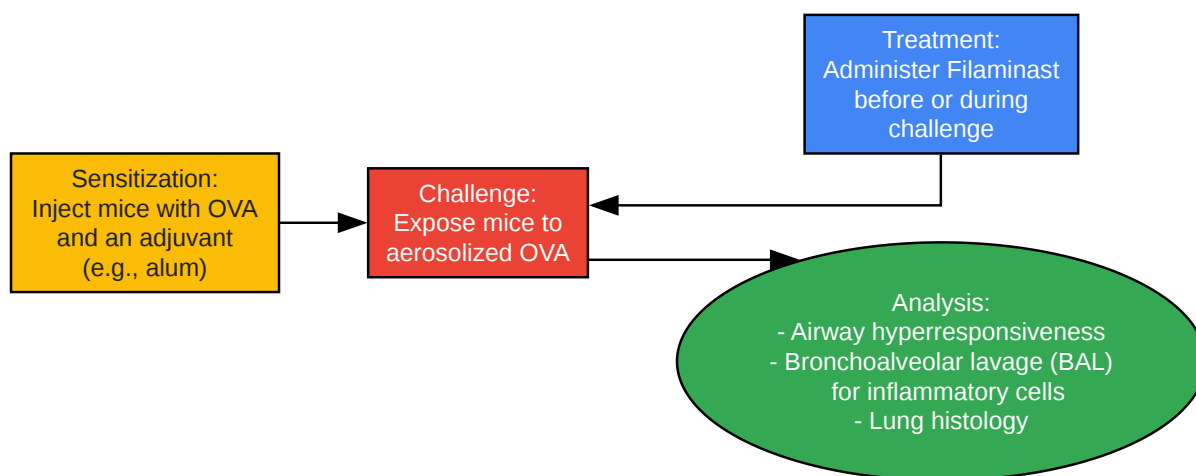 Treatment:
Administer Filaminast
before or during
challenge
Sensitization:
Inject mice with OVA
and an adjuvant
(e.g., alum)
Challenge:
Expose mice to
aerosolized OVA
Analysis:
- Airway hyperresponsiveness
- Bronchoalveolar lavage (BAL)
for inflammatory cells
- Lung histology